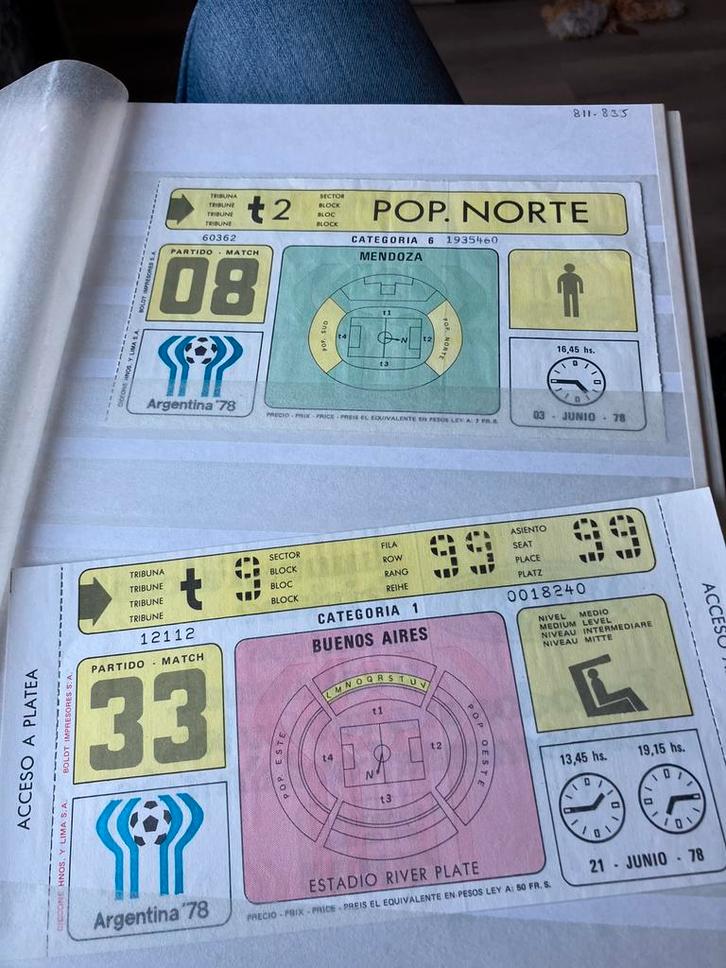 811-835
TRIBUNA
TRIBUNE
TRIBUNE
TRIBUNE
t 2
SECTOR
BLOCK
BLOC
BLOCK
POP. NORTE
60362
CATEGORIA 6 1935460
PARTIDO - MATCH
08
MENDOZA
POP. SUD
t4
t1
N
t2
t3
POP. NORTE
16,45 hs.
03 - JUNIO - 78
Argentina '78
CICCONE HNOS. Y LIMA S.A.
BOLDT IMPRESORES S.A.
PRECIO - PRIX - PRICE - PREIS EL EQUIVALENTE EN PESOS LEY A: 7 FR. S.
ACCESO A PLATEA
TRIBUNA
TRIBUNE
TRIBUNE
TRIBUNE
t 9
SECTOR
BLOCK
BLOC
BLOCK
FILA
ROW
RANG
REIHE
99
ASIENTO
SEAT
PLACE
PLATZ
99
12112
CATEGORIA 1
0018240
PARTIDO - MATCH
33
BUENOS AIRES
L M N O Q R S T U V
POP. ESTE
t1
t4
t2
N
t3
POP OESTE
ESTADIO RIVER PLATE
NIVEL MEDIO
MEDIUM LEVEL
NIVEAU INTERMEDIAIRE
NIVEAU MITTE
13,45 hs.
19,15 hs.
21 - JUNIO - 78
Argentina '78
CICCONE HNOS. Y LIMA S.A.
BOLDT IMPRESORES S.A.
PRECIO - PRIX - PRICE - PREIS EL EQUIVALENTE EN PESOS LEY A: 50 FR. S.
ACCESO